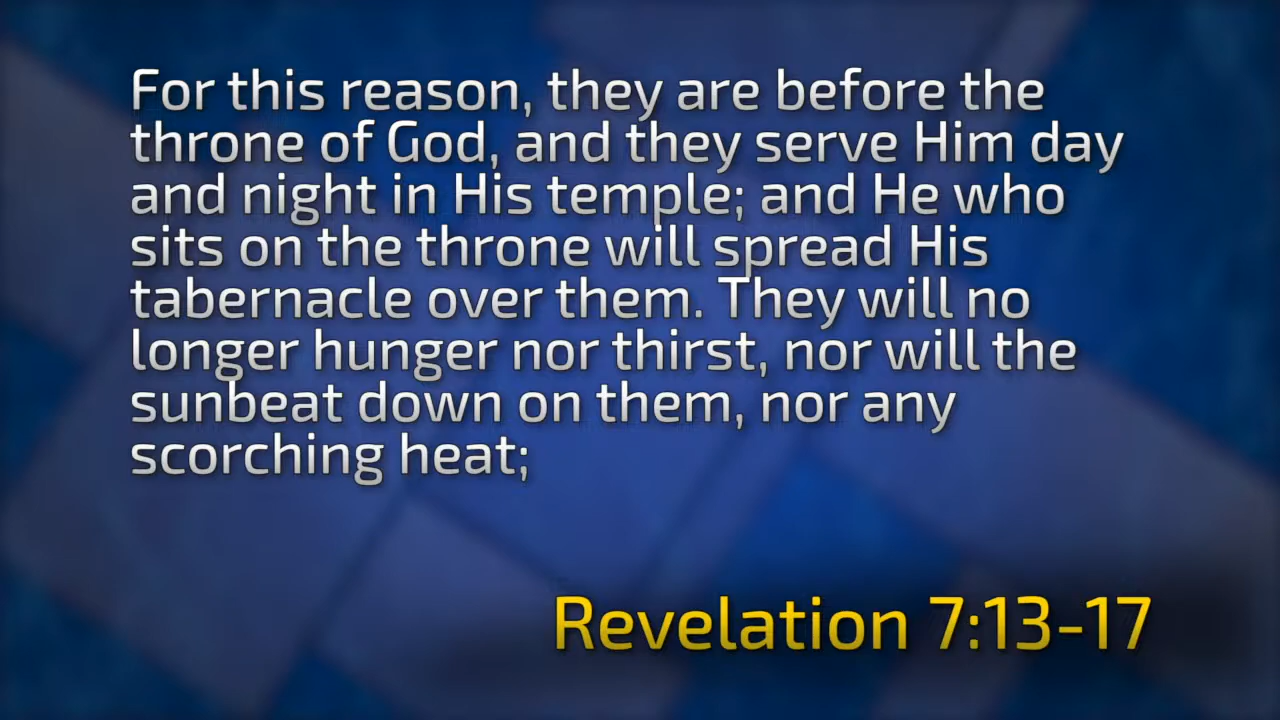 For this reason, they are before the
throne of God, and they serve Him day
and night in His temple; and He who
sits on the throne will spread His
tabernacle over them. They will no
longer hunger nor thirst, nor will the
sunbeat down on them, nor any
scorching heat;
Revelation 7:13-17